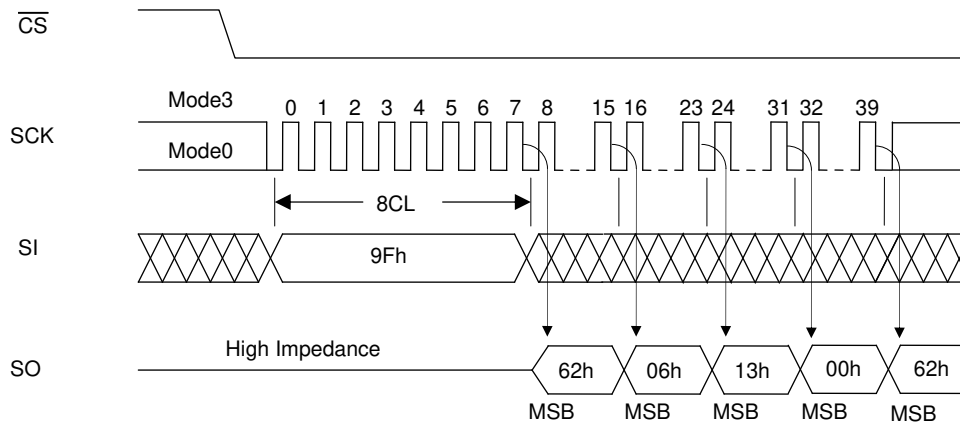 CS
Mode3
0 1 2 3 4 5 6 7 8 15 16 23 24 31 32 39
SCK
Mode0
8CL
SI
9Fh
High Impedance
SO
62h 06h 13h 00h 62h
MSB MSB MSB MSB MSB